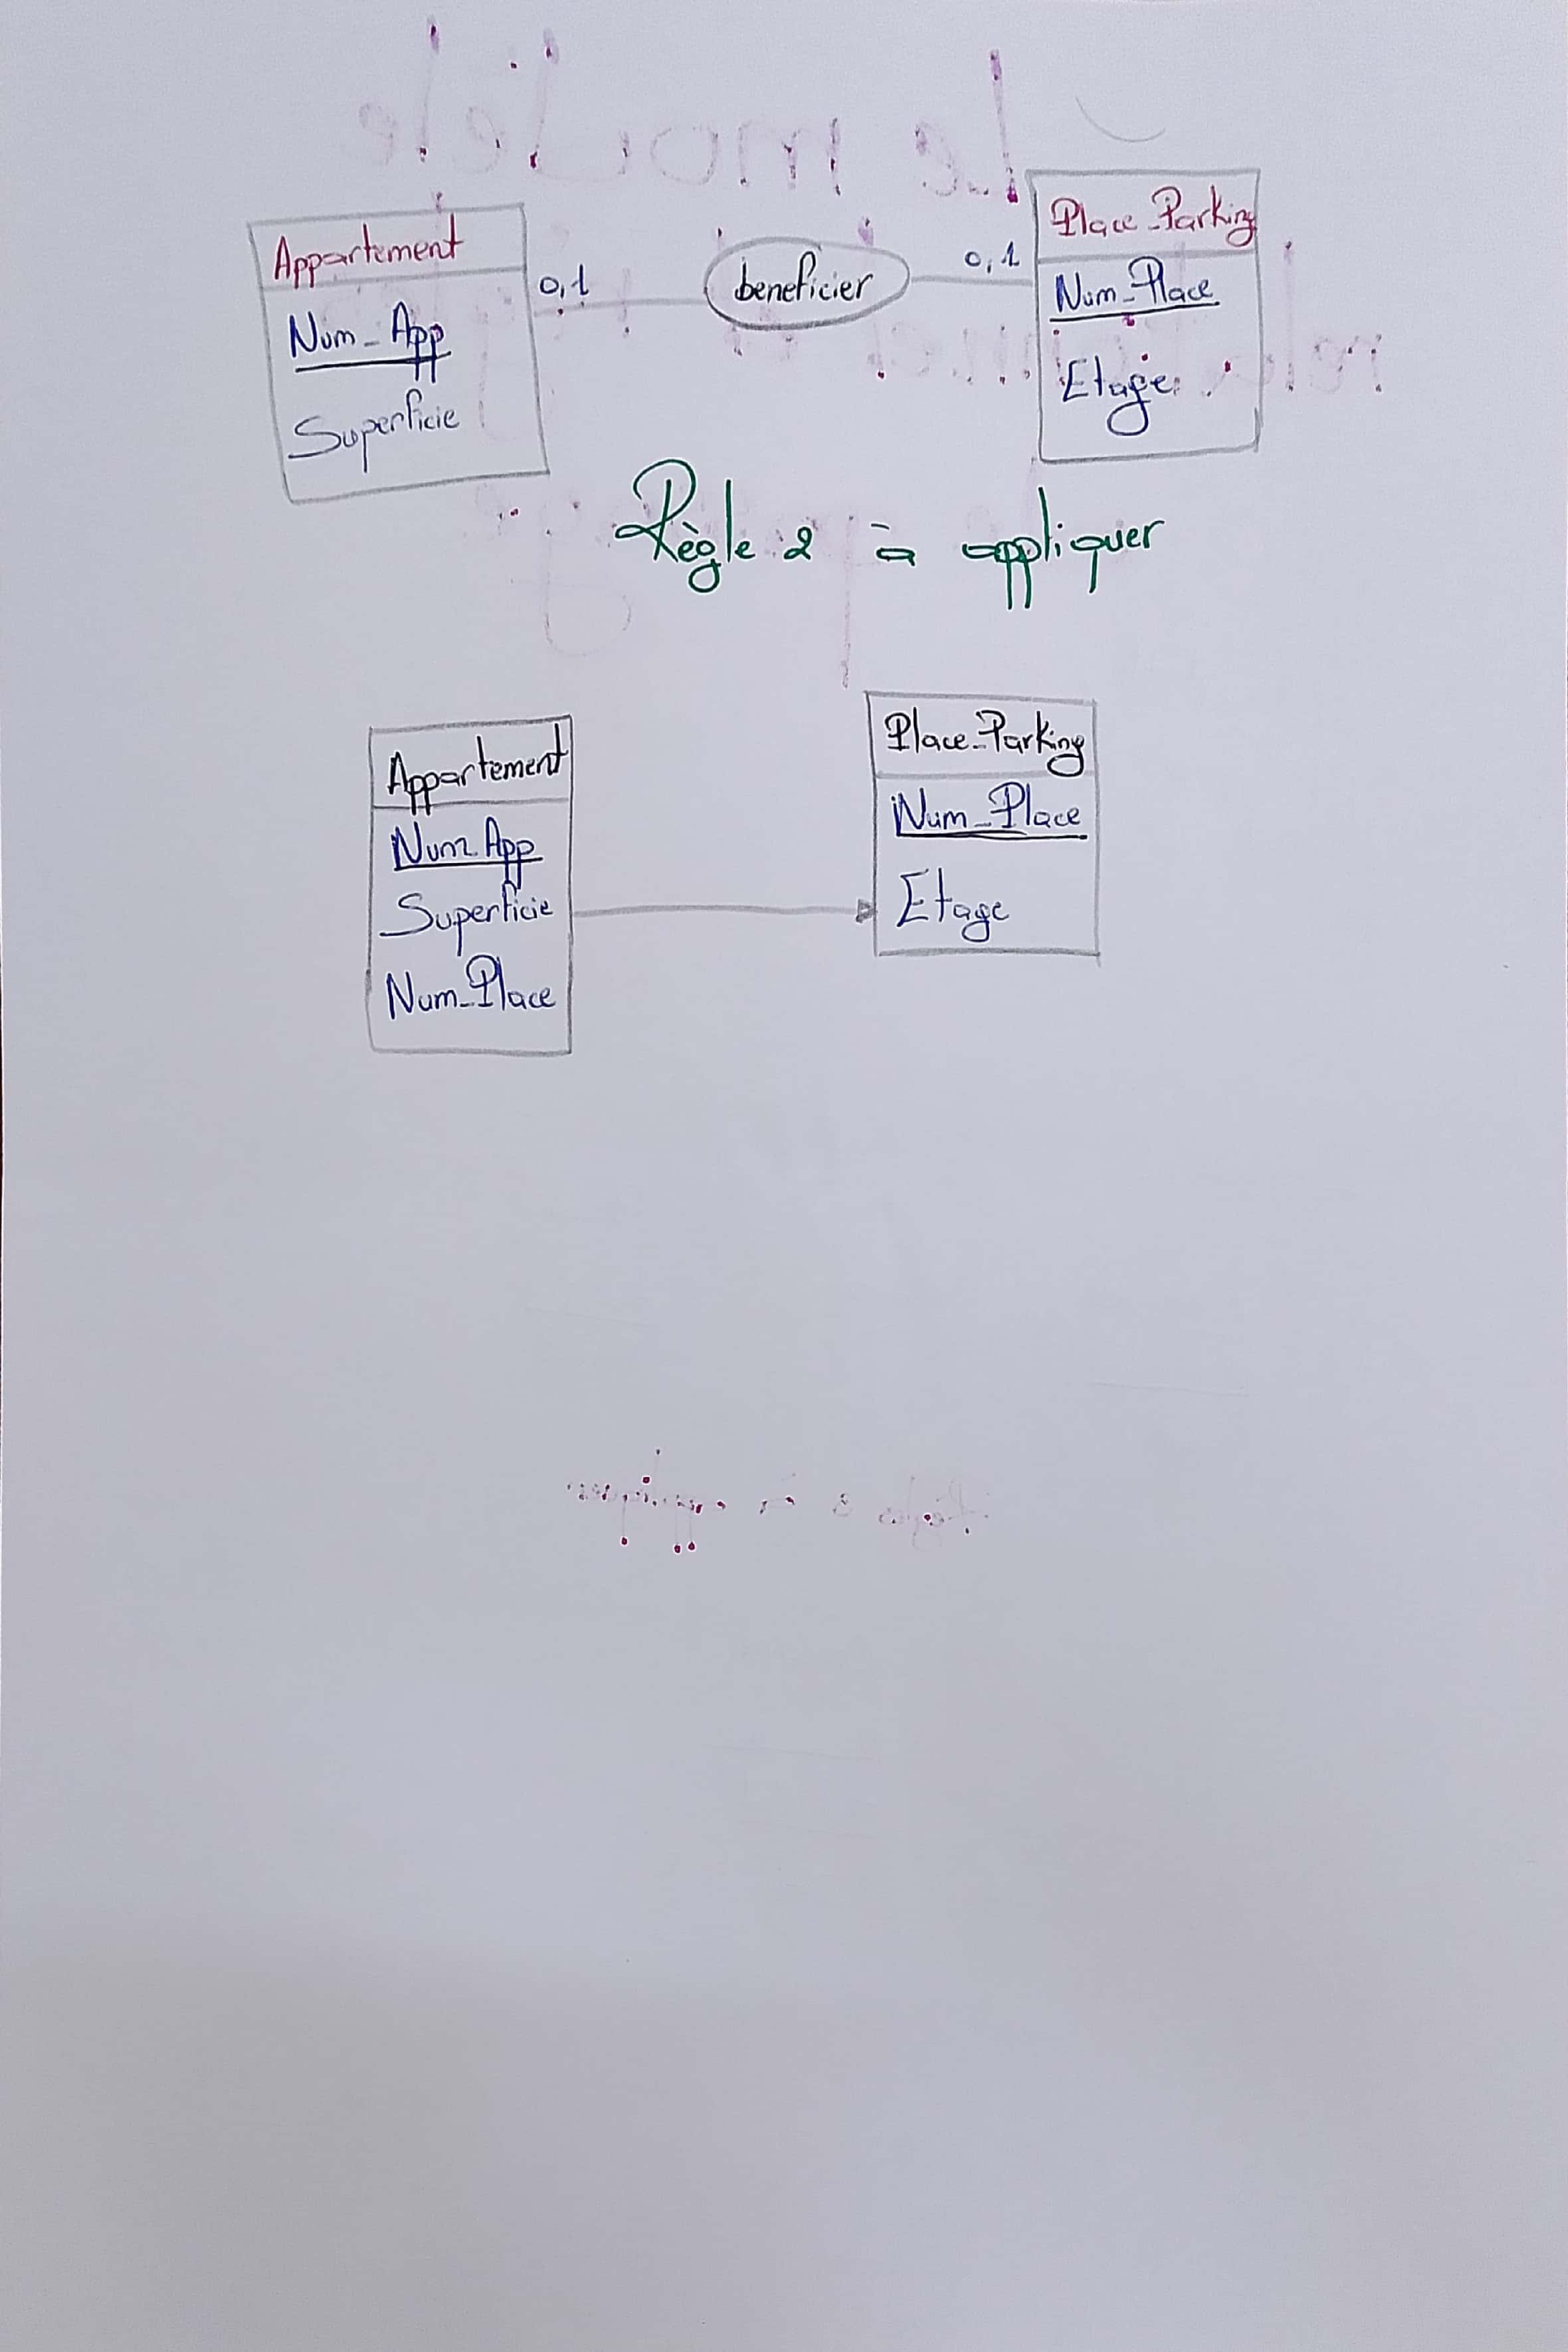 Appartement
Num_App
Superficie
0,1
beneficier
0,1
Place_Parking
Num_Place
Etage
Règle 2 à appliquer
Appartement
Num_App
Superficie
Num_Place
Place_Parking
Num_Place
Etage